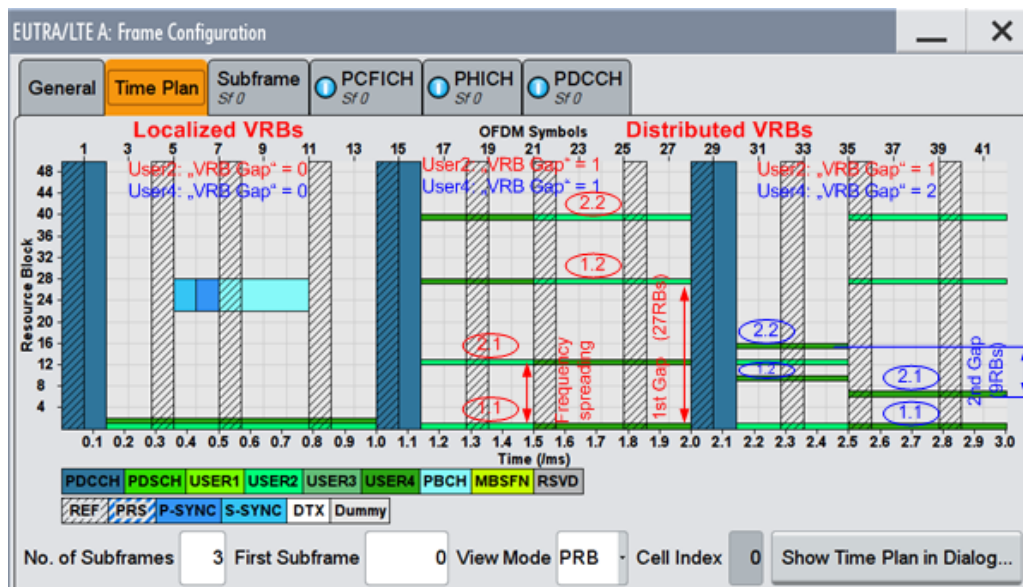 EUTRA/LTE A: Frame Configuration
General
Time Plan
Subframe
Sf 0
PCFICH
Sf 0
PHICH
Sf 0
PDCCH
Sf 0
Localized VRBs
OFDM Symbols
Distributed VRBs
1 3 5 7 9 11 13 15 17 19 21 23 25 27 29 31 33 35 37 39 41
User2: „VRB Gap“ = 0
User4: „VRB Gap“ = 0
User2: „VRB Gap“ = 1
User4: „VRB Gap“ = 1
User2: „VRB Gap“ = 1
User4: „VRB Gap“ = 2
Resource Block
48
44
40
36
32
28
24
20
16
12
8
4
2.2
1.2
2.1
1.1
Frequency
spreading
1st Gap (27RBs)
2.2
1.2
2.1
1.1
2nd Gap
(9RBs)
0.1 0.2 0.3 0.4 0.5 0.6 0.7 0.8 0.9 1.0 1.1 1.2 1.3 1.4 1.5 1.6 1.7 1.8 1.9 2.0 2.1 2.2 2.3 2.4 2.5 2.6 2.7 2.8 2.9 3.0
Time (/ms)
PDCCH PDSCH USER1 USER2 USER3 USER4 PBCH MBSFN RSVD
REF PRS P-SYNC S-SYNC DTX Dummy
No. of Subframes 3 First Subframe 0 View Mode PRB Cell Index 0 Show Time Plan in Dialog...